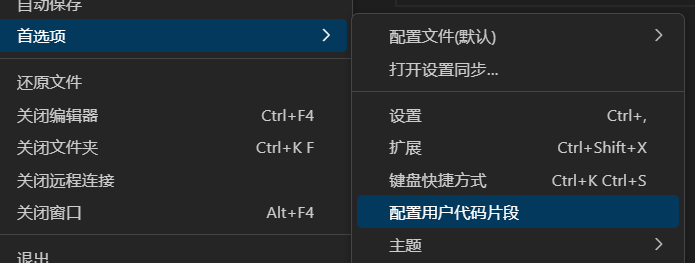 自动保存
首选项
还原文件
关闭编辑器 Ctrl+F4
关闭文件夹 Ctrl+K F
关闭远程连接
关闭窗口 Alt+F4
退出
配置文件(默认)
打开设置同步...
设置 Ctrl+,
扩展 Ctrl+Shift+X
键盘快捷方式 Ctrl+K Ctrl+S
配置用户代码片段
主题